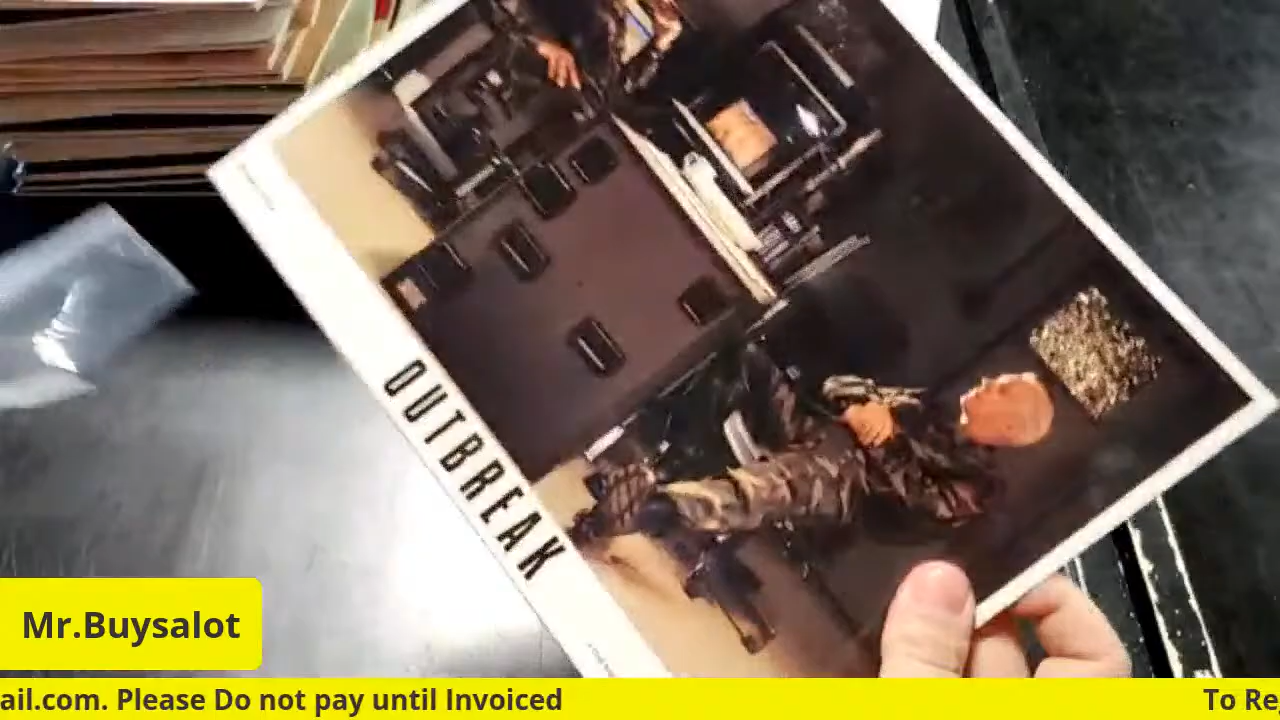 OUTBREAK
Mr.Buysalot
ail.com. Please Do not pay until Invoiced
To Re